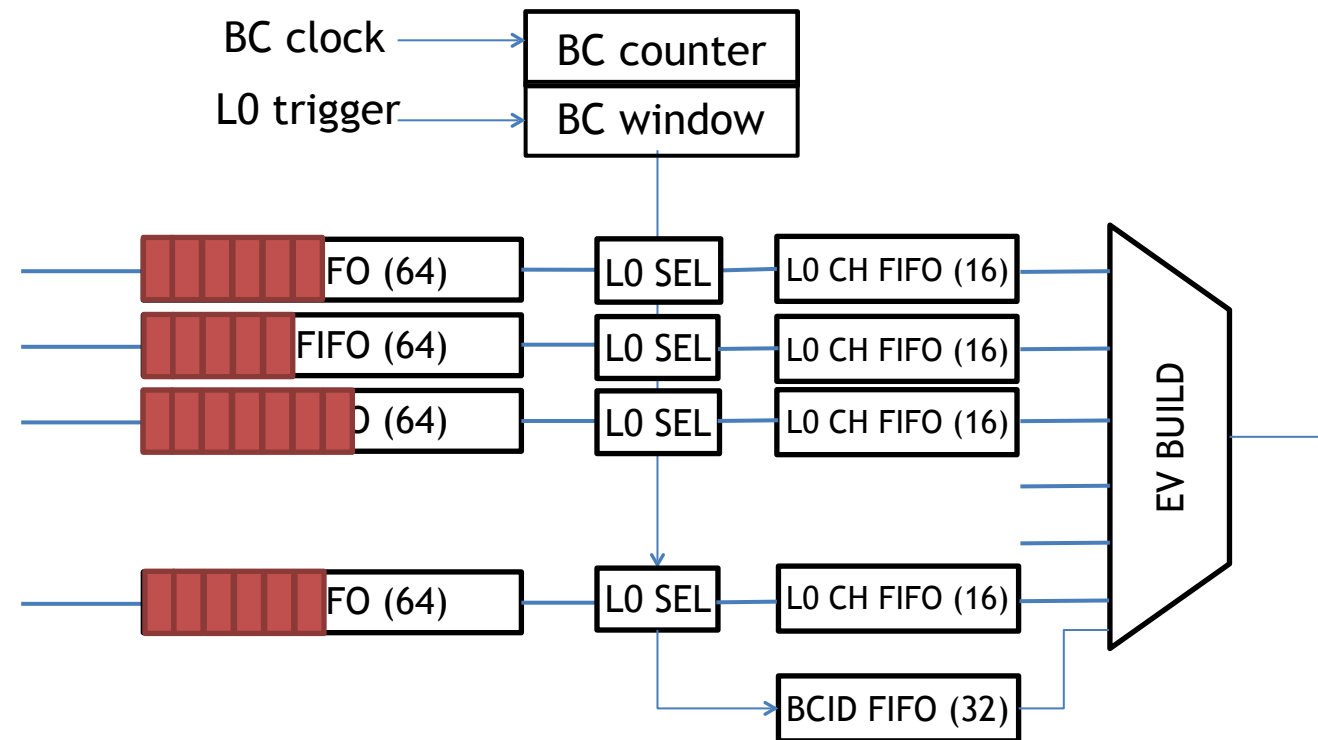 BC clock
BC counter
L0 trigger
BC window
FO (64)
L0 SEL
L0 CH FIFO (16)
FIFO (64)
L0 SEL
L0 CH FIFO (16)
(64)
L0 SEL
L0 CH FIFO (16)
EV BUILD
FO (64)
L0 SEL
L0 CH FIFO (16)
BCID FIFO (32)